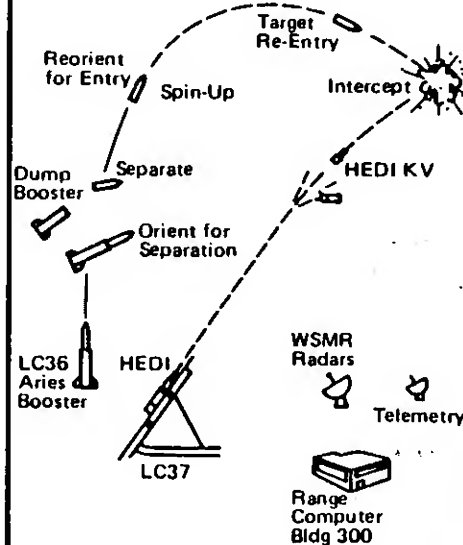 Target
Re-Entry
Reorient
for Entry
Spin-Up
Intercept
Separate
HEDI KV
Dump
Booster
Orient for
Separation
LC36
Aries
Booster
HEDI
WSMR
Radars
Telemetry
LC37
Range
Computer
Bldg 300